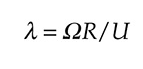 λ = ΩR/U